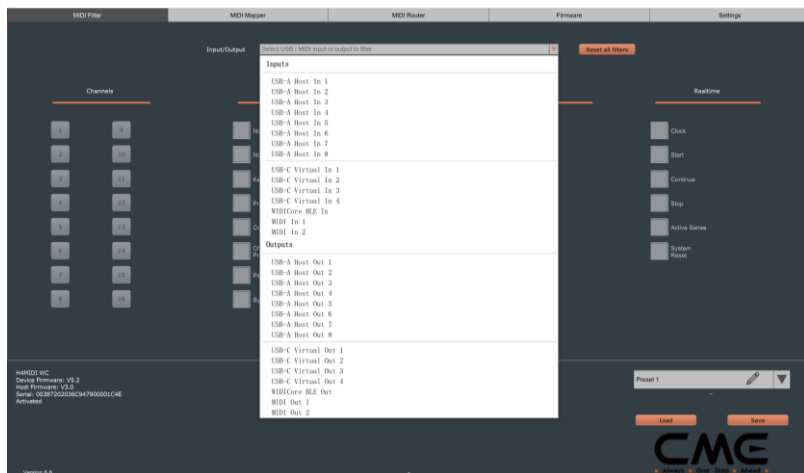 MIDI Filter
MIDI Mapper
MIDI Router
Firmware
Settings
Input/Output
Select USB / MIDI input or output to filter
Reset all filters
Inputs
USB-A Host In 1
USB-A Host In 2
USB-A Host In 3
USB-A Host In 4
USB-A Host In 5
USB-A Host In 6
USB-A Host In 7
USB-A Host In 8
USB-C Virtual In 1
USB-C Virtual In 2
USB-C Virtual In 3
USB-C Virtual In 4
WIDICore BLE In
MIDI In 1
MIDI In 2
Outputs
USB-A Host Out 1
USB-A Host Out 2
USB-A Host Out 3
USB-A Host Out 4
USB-A Host Out 5
USB-A Host Out 6
USB-A Host Out 7
USB-A Host Out 8
USB-C Virtual Out 1
USB-C Virtual Out 2
USB-C Virtual Out 3
USB-C Virtual Out 4
WIDICore BLE Out
MIDI Out 1
MIDI Out 2
Channels
1
9
2
10
3
11
4
12
5
13
6
14
7
15
8
16
Realtime
Clock
Start
Continue
Stop
Active Sense
System
Reset
H4MIDI WC
Device Firmware: V5.2
Host Firmware: V3.0
Serial: 00387202036C947900001C4E
Activated
Preset 1
Load
Save
CME
Always One Step Ahead